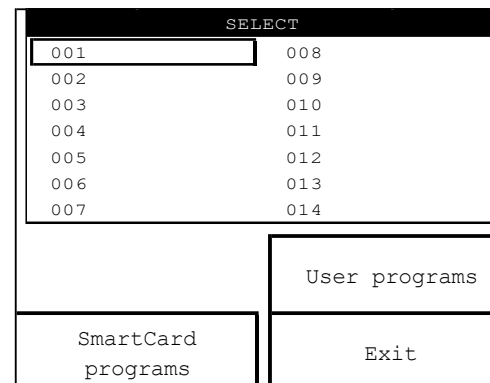 SELECT
001 008
002 009
003 010
004 011
005 012
006 013
007 014
User programs
SmartCard
programs
Exit